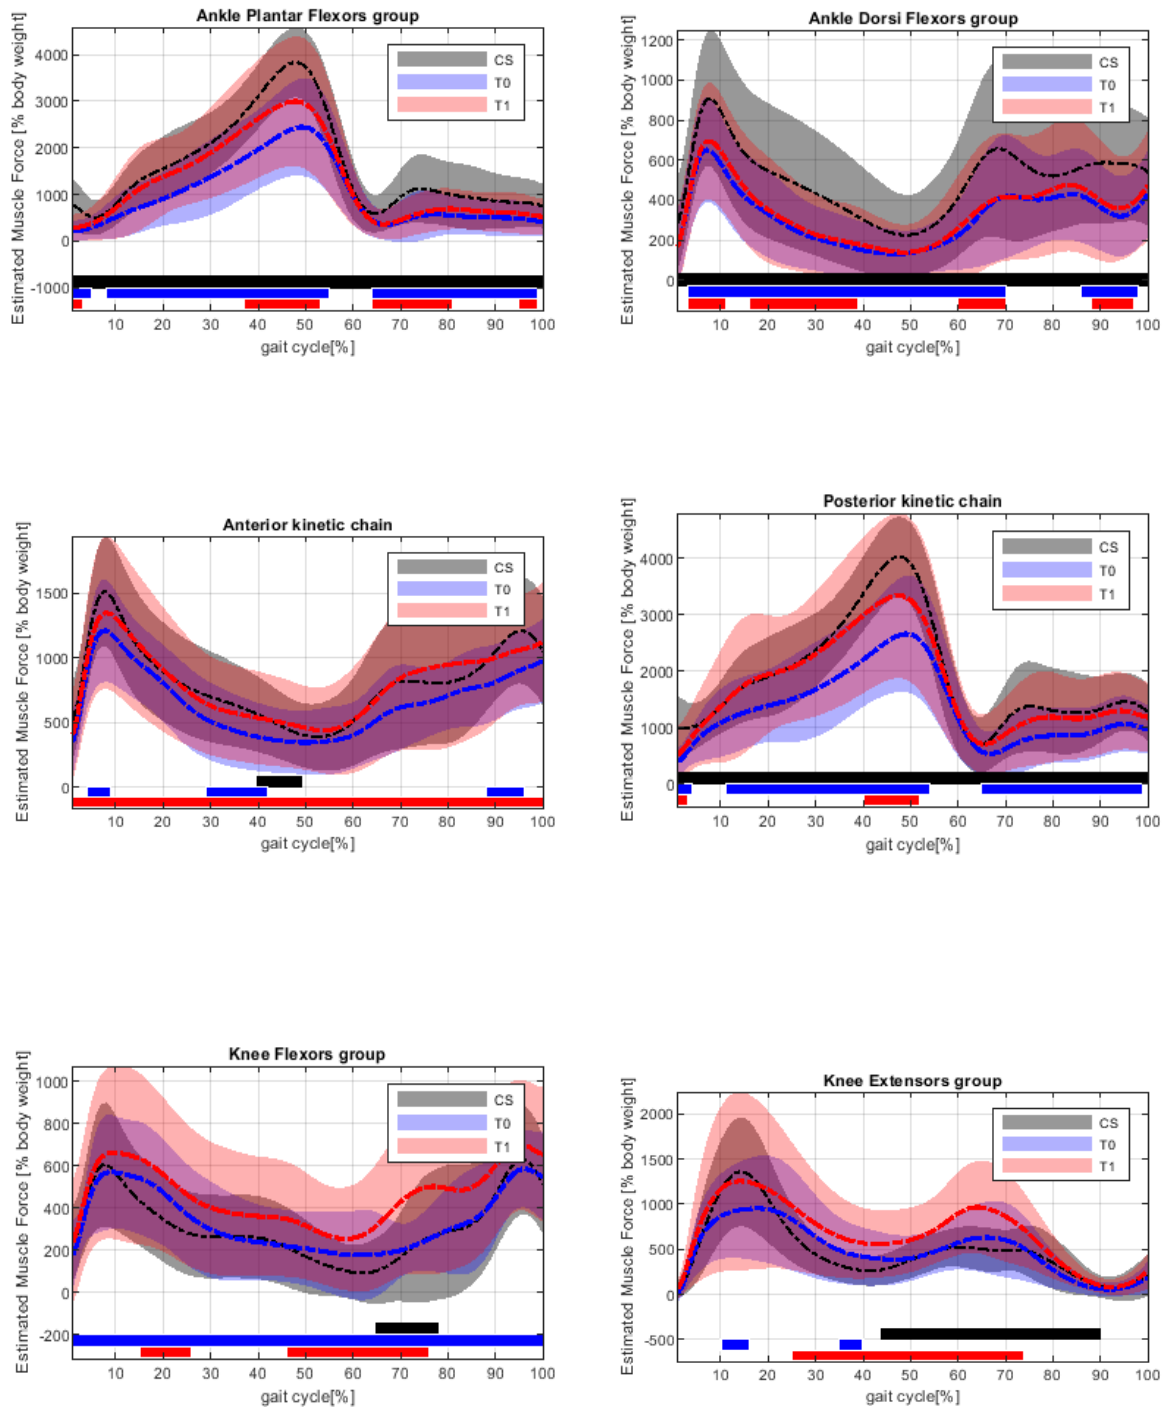 Ankle Plantar Flexors group
Estimated Muscle Force [% body weight]
4000
3000
2000
1000
0
-1000
CS
T0
T1
10 20 30 40 50 60 70 80 90 100
gait cycle[%]
Ankle Dorsi Flexors group
Estimated Muscle Force [% body weight]
1200
1000
800
600
400
200
0
CS
T0
T1
10 20 30 40 50 60 70 80 90 100
gait cycle[%]
Anterior kinetic chain
Estimated Muscle Force [% body weight]
1500
1000
500
0
CS
T0
T1
10 20 30 40 50 60 70 80 90 100
gait cycle[%]
Posterior kinetic chain
Estimated Muscle Force [% body weight]
4000
3000
2000
1000
0
CS
T0
T1
10 20 30 40 50 60 70 80 90 100
gait cycle[%]
Knee Flexors group
Estimated Muscle Force [% body weight]
1000
800
600
400
200
0
-200
CS
T0
T1
10 20 30 40 50 60 70 80 90 100
gait cycle[%]
Knee Extensors group
Estimated Muscle Force [% body weight]
2000
1500
1000
500
0
-500
CS
T0
T1
10 20 30 40 50 60 70 80 90 100
gait cycle[%]